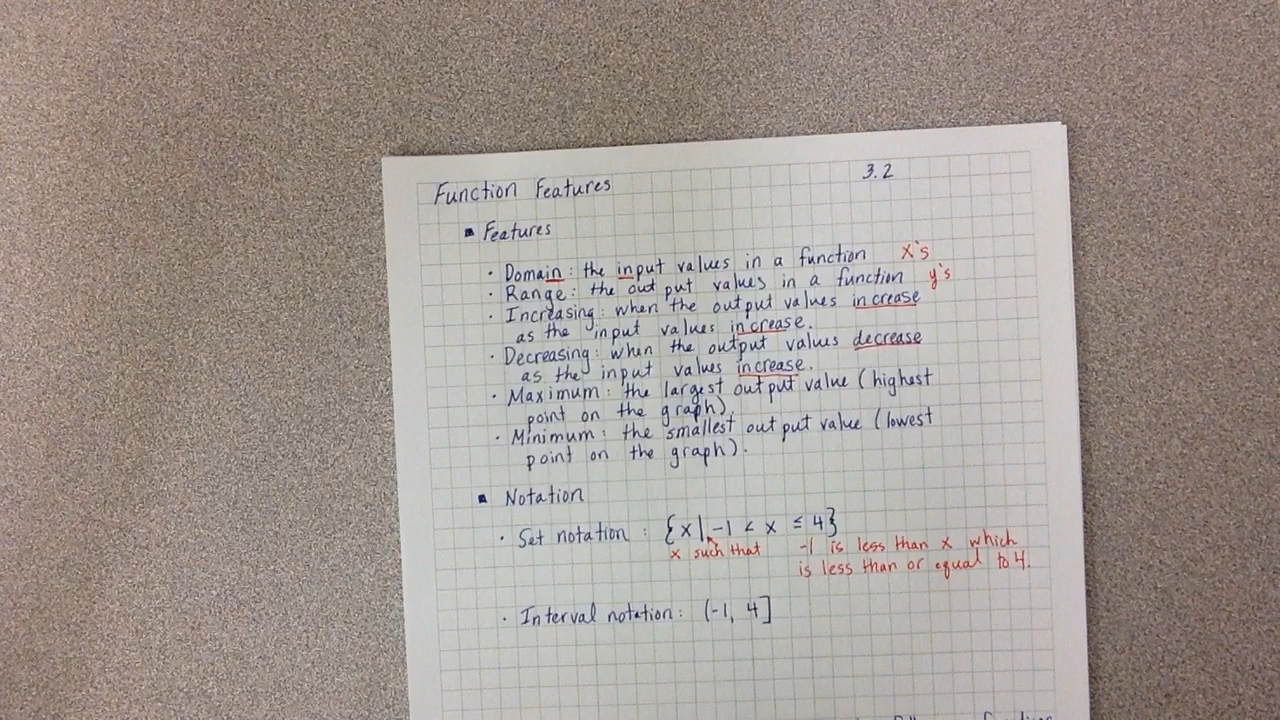 Function Features 3.2
▪ Features
· Domain: the input values in a function x's
· Range: the output values in a function y's
· Increasing: when the output values increase
as the input values increase.
· Decreasing: when the output values decrease
as the input values increase.
· Maximum: the largest output value (highest
point on the graph).
· Minimum: the smallest output value (lowest
point on the graph).
▪ Notation
· Set notation: {x|-1 < x ≤ 4}
x such that -1 is less than x which
is less than or equal to 4.
· Interval notation: (-1, 4]